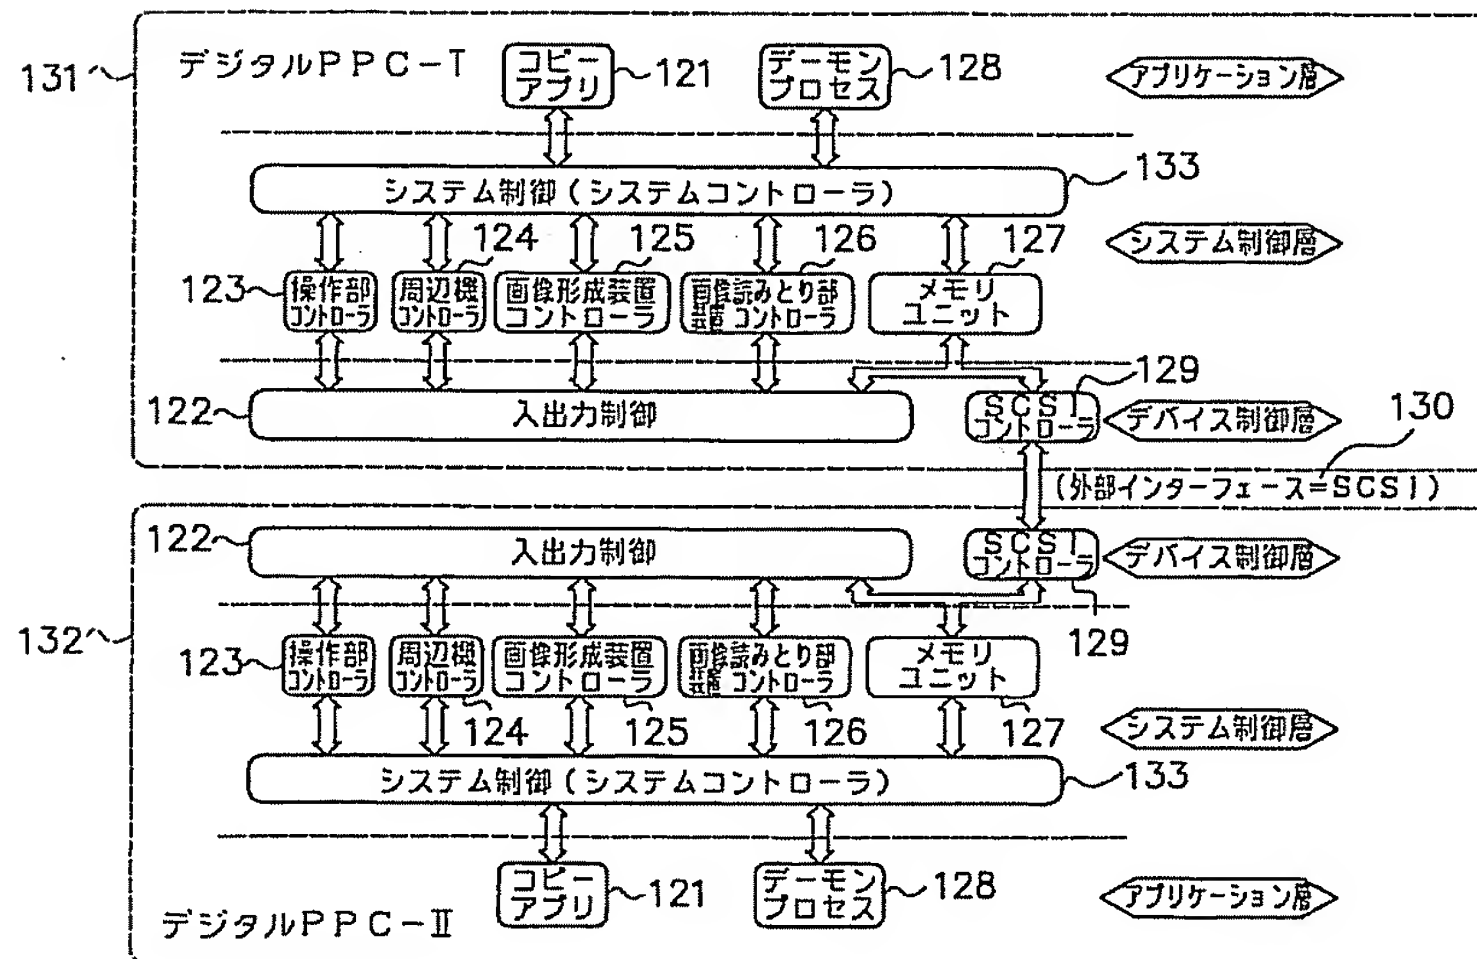 131
デジタルPPC-T
コピー
アプリ
121
デーモン
プロセス
128
アプリケーション層
システム制御(システムコントローラ)
133
124
125
126
127
システム制御層
123
操作部
コントローラ
周辺機
コントローラ
画像形成装置
コントローラ
画像読みとり部
装置 コントローラ
メモリ
ユニット
129
122
入出力制御
SCSI
コントローラ
デバイス制御層
130
(外部インターフェース=SCSI)
122
入出力制御
SCSI
コントローラ
デバイス制御層
129
132
123
操作部
コントローラ
周辺機
コントローラ
画像形成装置
コントローラ
画像読みとり部
装置 コントローラ
メモリ
ユニット
124
125
126
127
システム制御層
システム制御(システムコントローラ)
133
コピー
アプリ
121
デーモン
プロセス
128
アプリケーション層
デジタルPPC-Ⅱ